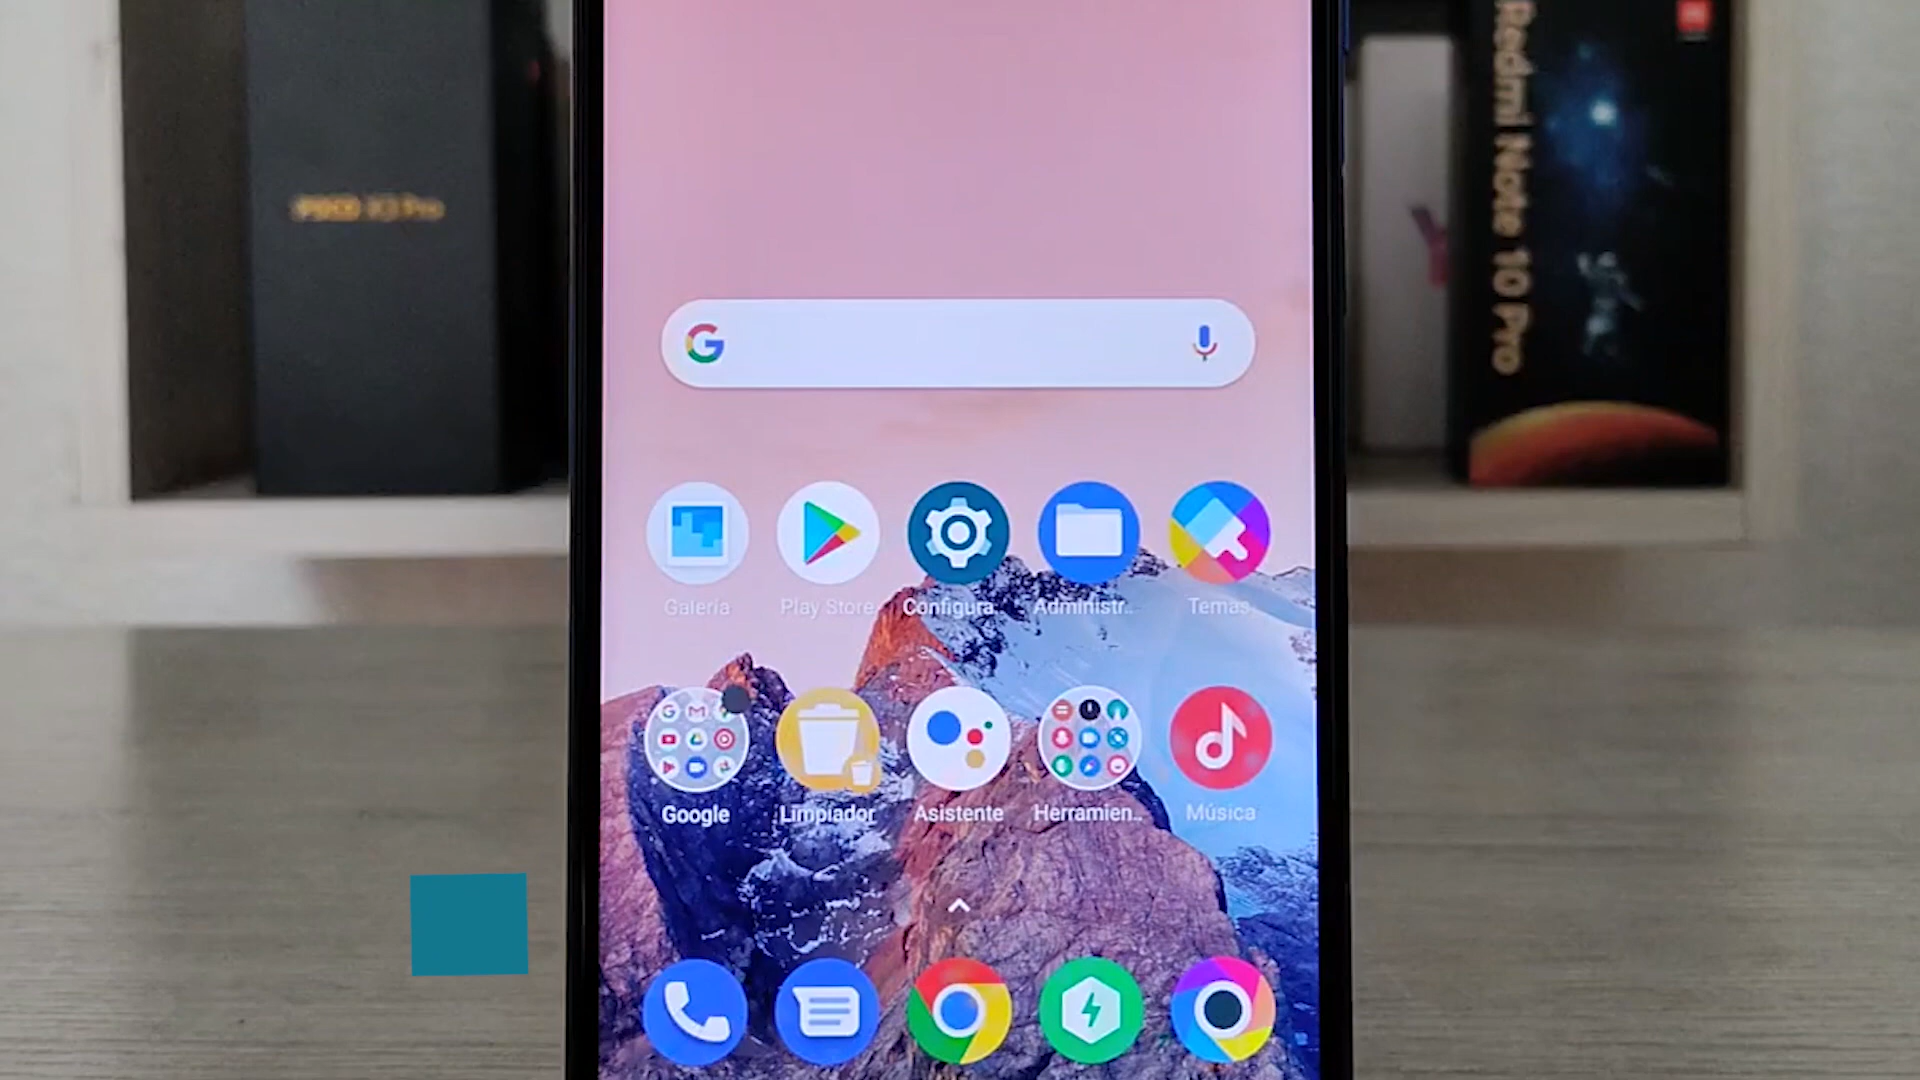 POCO X3 Pro
Redmi Note 10 Pro
Galería
Play Store
Configura..
Administr..
Temas
Google
Limpiador
Asistente
Herramien..
Música